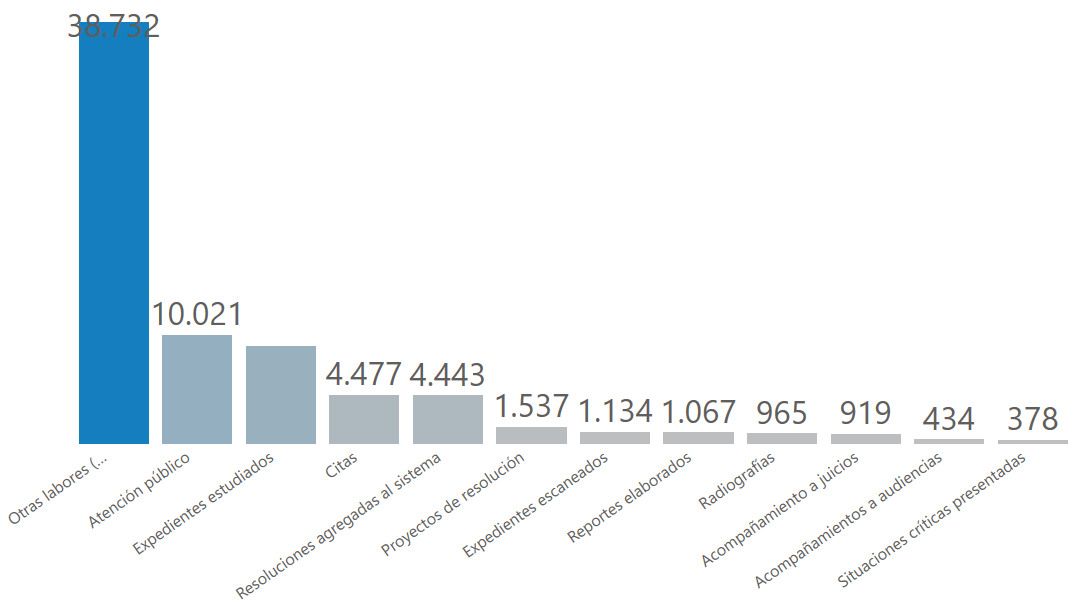 38.732
10.021
4.477
4.443
1.537
1.134
1.067
965
919
434
378
Otras labores (...
Atención público
Expedientes estudiados
Citas
Resoluciones agregadas al sistema
Proyectos de resolución
Expedientes escaneados
Reportes elaborados
Radiografías
Acompañamiento a juicios
Acompañamientos a audiencias
Situaciones críticas presentadas